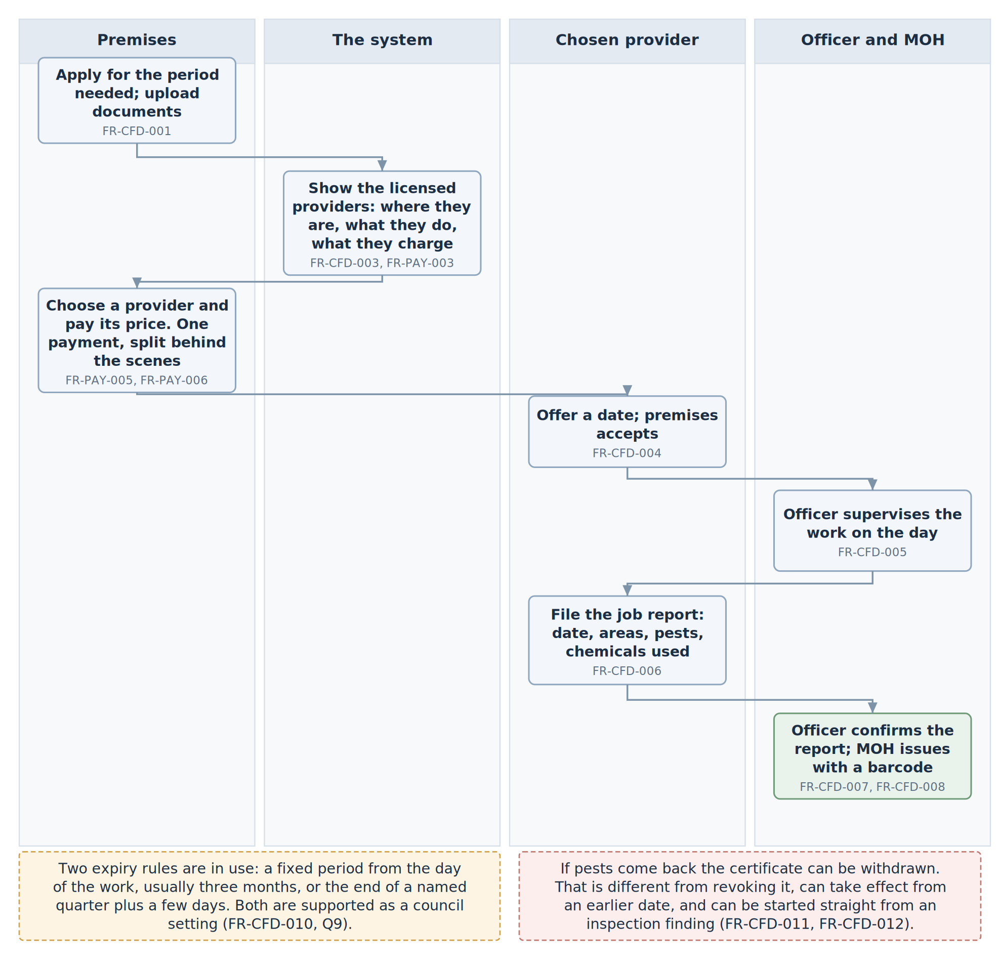 Premises
The system
Chosen provider
Officer and MOH
Apply for the period
needed; upload
documents
FR-CFD-001
Show the licensed
providers: where they
are, what they do,
what they charge
FR-CFD-003, FR-PAY-003
Choose a provider and
pay its price. One
payment, split behind
the scenes
FR-PAY-005, FR-PAY-006
Offer a date; premises
accepts
FR-CFD-004
Officer supervises the
work on the day
FR-CFD-005
File the job report:
date, areas, pests,
chemicals used
FR-CFD-006
Officer confirms the
report; MOH issues
with a barcode
FR-CFD-007, FR-CFD-008
Two expiry rules are in use: a fixed period from the day
of the work, usually three months, or the end of a named
quarter plus a few days. Both are supported as a council
setting (FR-CFD-010, Q9).
If pests come back the certificate can be withdrawn.
That is different from revoking it, can take effect from
an earlier date, and can be started straight from an
inspection finding (FR-CFD-011, FR-CFD-012).